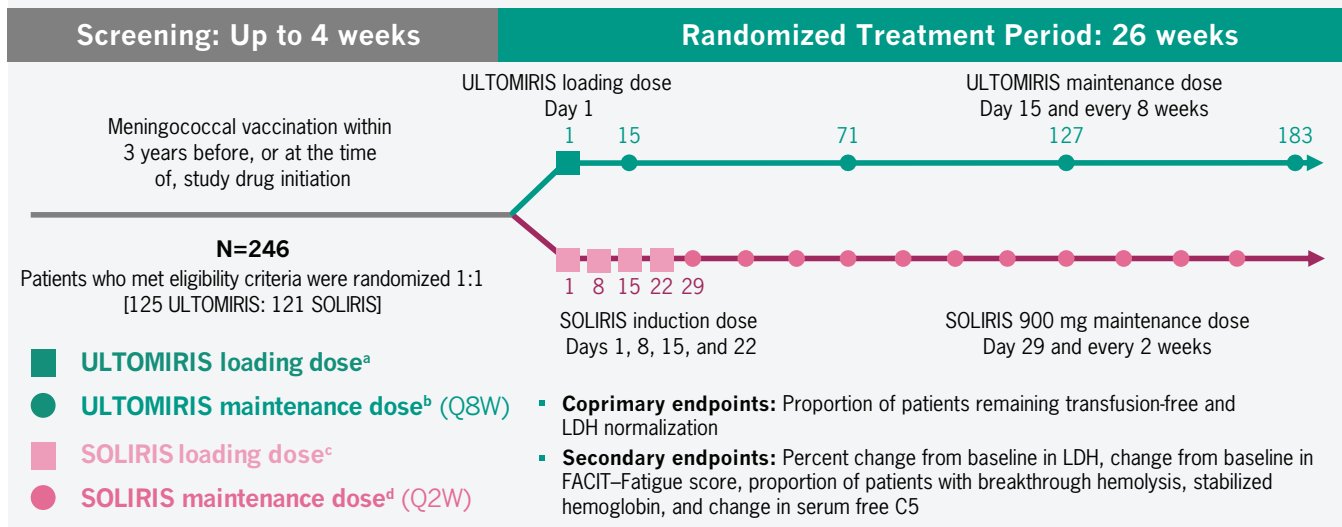 Screening: Up to 4 weeks
Randomized Treatment Period: 26 weeks
Meningococcal vaccination within
3 years before, or at the time
of, study drug initiation
N=246
Patients who met eligibility criteria were randomized 1:1
[125 ULTOMIRIS: 121 SOLIRIS]
ULTOMIRIS loading dose
Day 1
ULTOMIRIS maintenance dose
Day 15 and every 8 weeks
1 15 71 127 183
1 8 15 22 29
SOLIRIS induction dose
Days 1, 8, 15, and 22
SOLIRIS 900 mg maintenance dose
Day 29 and every 2 weeks
ULTOMIRIS loading doseᵃ
ULTOMIRIS maintenance doseᵇ (Q8W)
SOLIRIS loading doseᶜ
SOLIRIS maintenance doseᵈ (Q2W)
▪ Coprimary endpoints: Proportion of patients remaining transfusion-free and
LDH normalization
▪ Secondary endpoints: Percent change from baseline in LDH, change from baseline in
FACIT–Fatigue score, proportion of patients with breakthrough hemolysis, stabilized
hemoglobin, and change in serum free C5